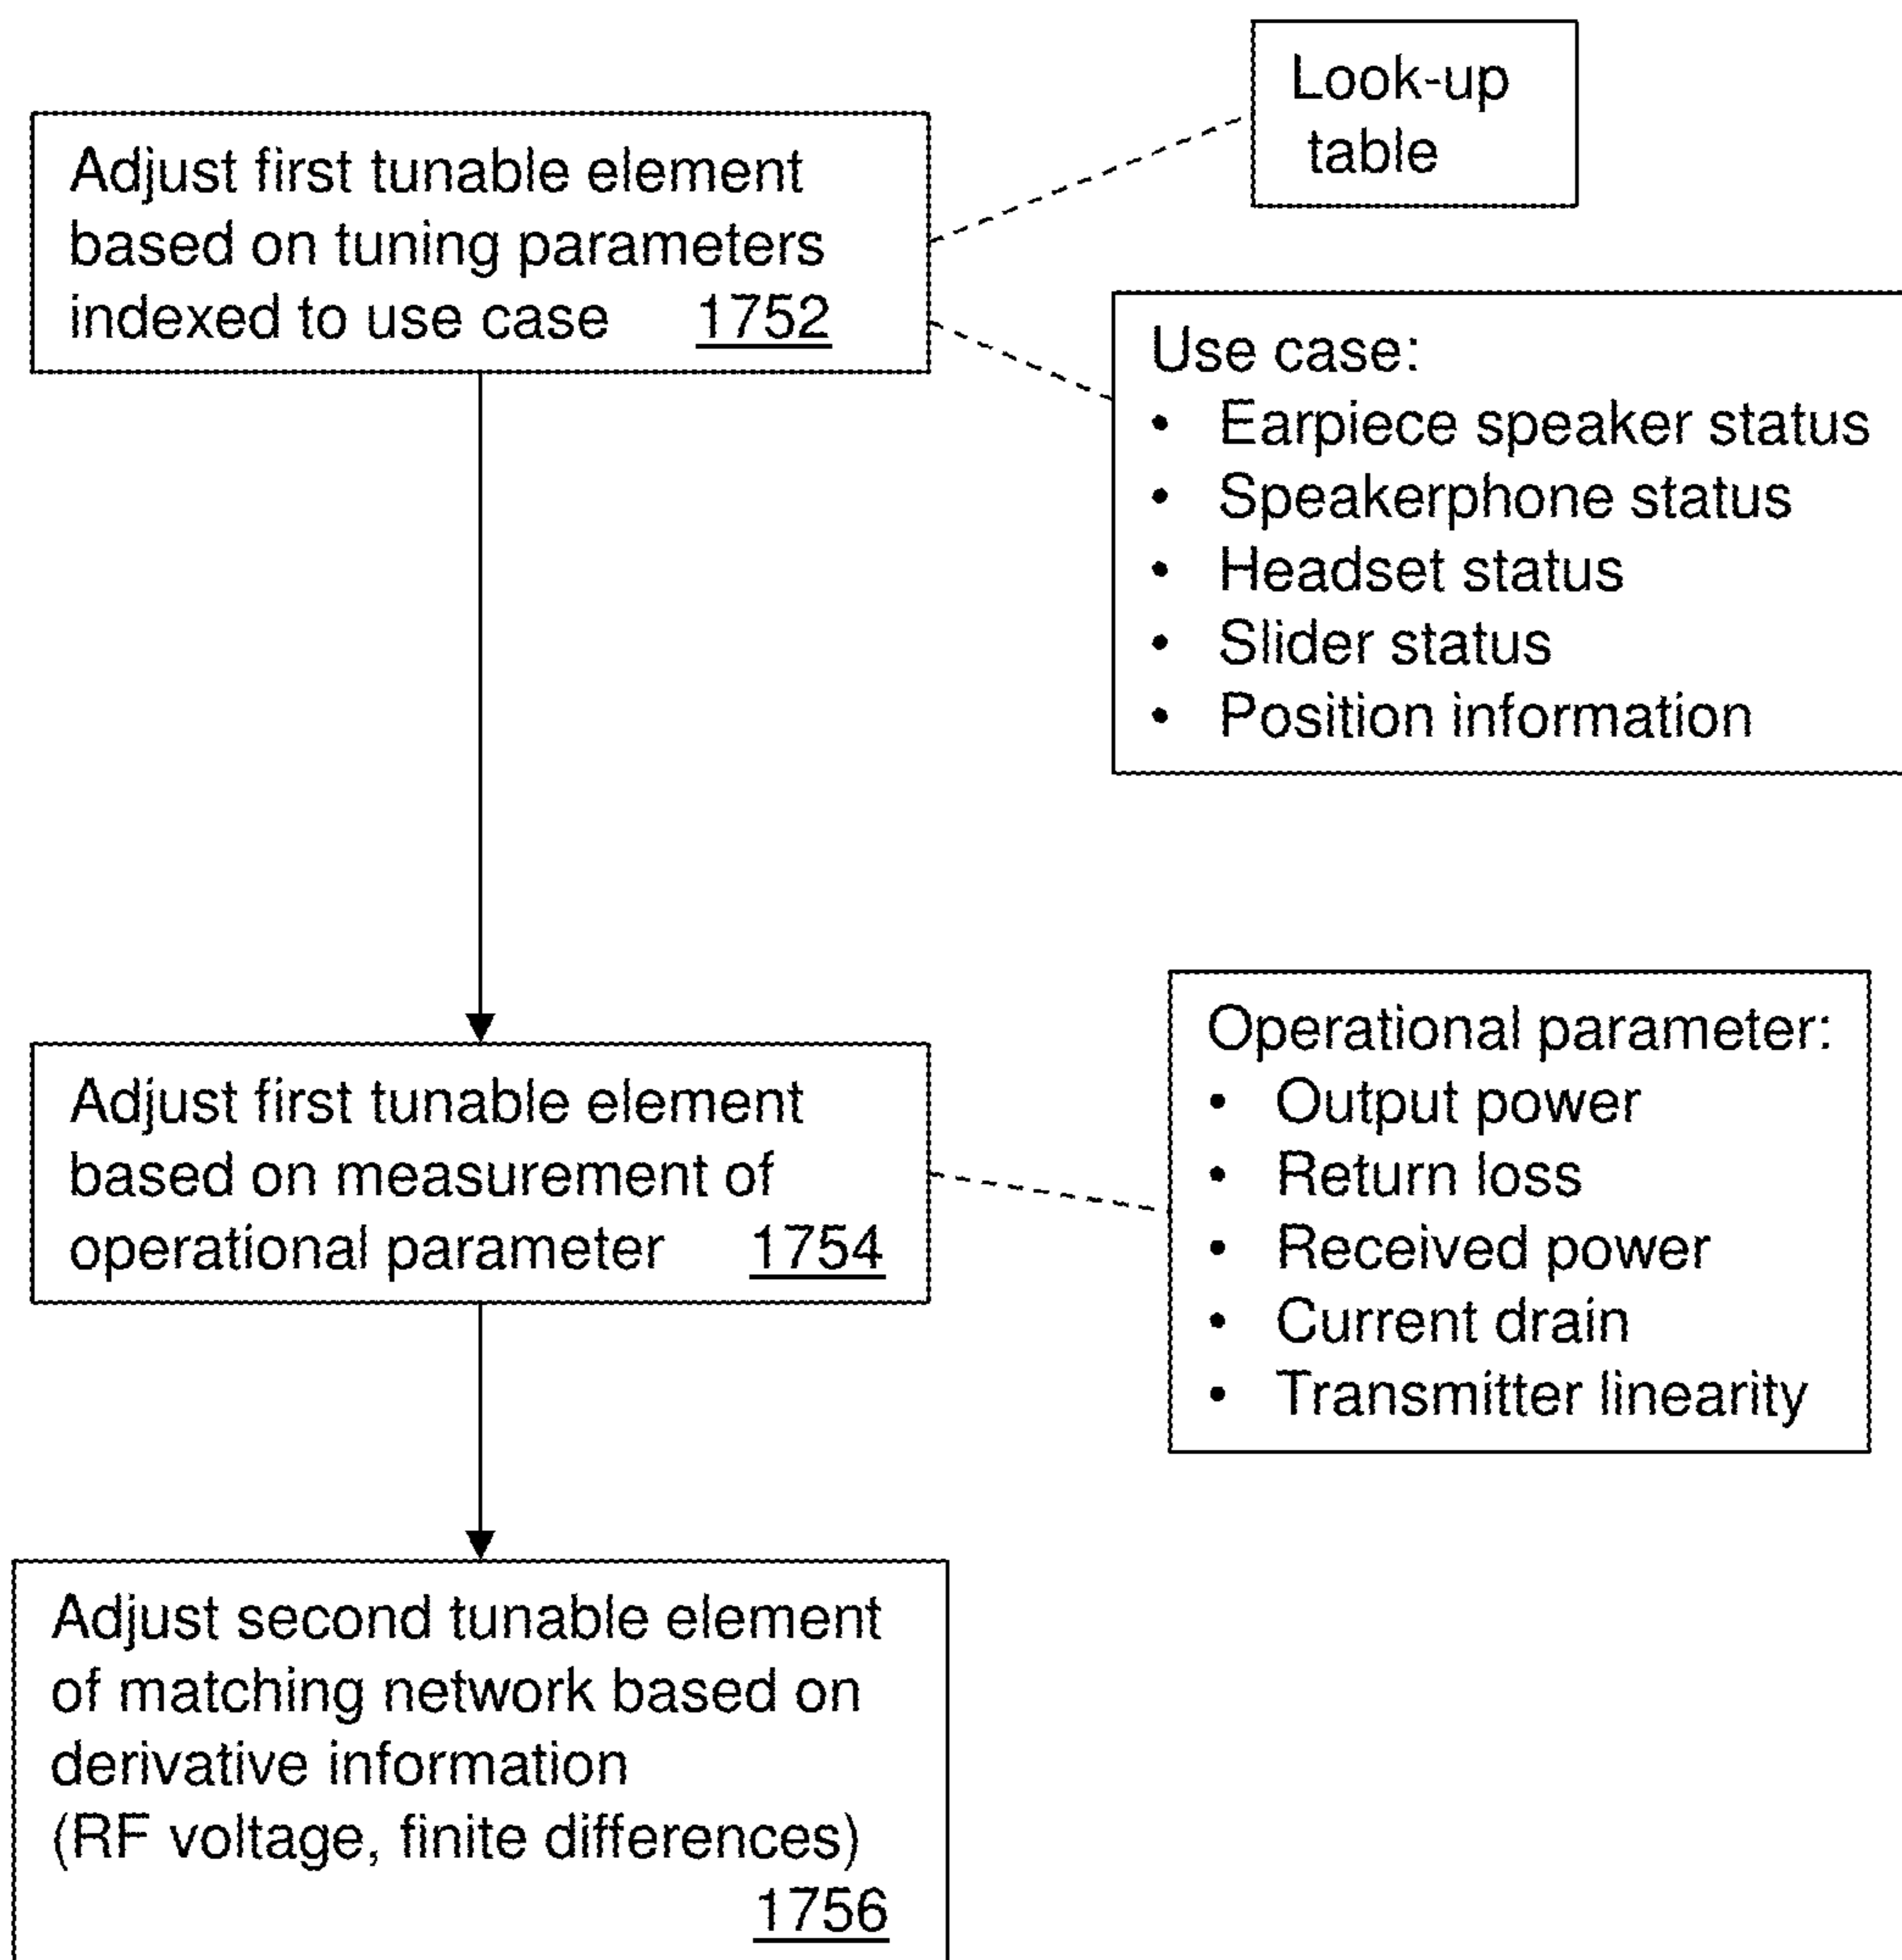 Look-up
table
Adjust first tunable element
based on tuning parameters
indexed to use case 1752
Use case:
• Earpiece speaker status
• Speakerphone status
• Headset status
• Slider status
• Position information
Adjust first tunable element
based on measurement of
operational parameter 1754
Operational parameter:
• Output power
• Return loss
• Received power
• Current drain
• Transmitter linearity
Adjust second tunable element
of matching network based on
derivative information
(RF voltage, finite differences)
1756